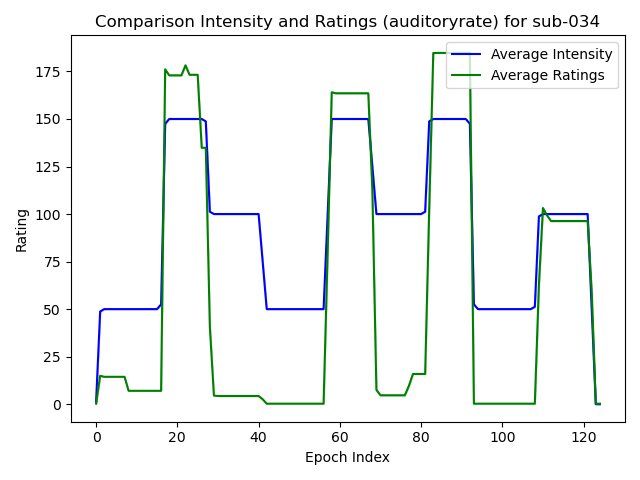 Comparison Intensity and Ratings (auditoryrate) for sub-034
Average Intensity
Average Ratings
Rating
175
150
125
100
75
50
25
0
0 20 40 60 80 100 120
Epoch Index